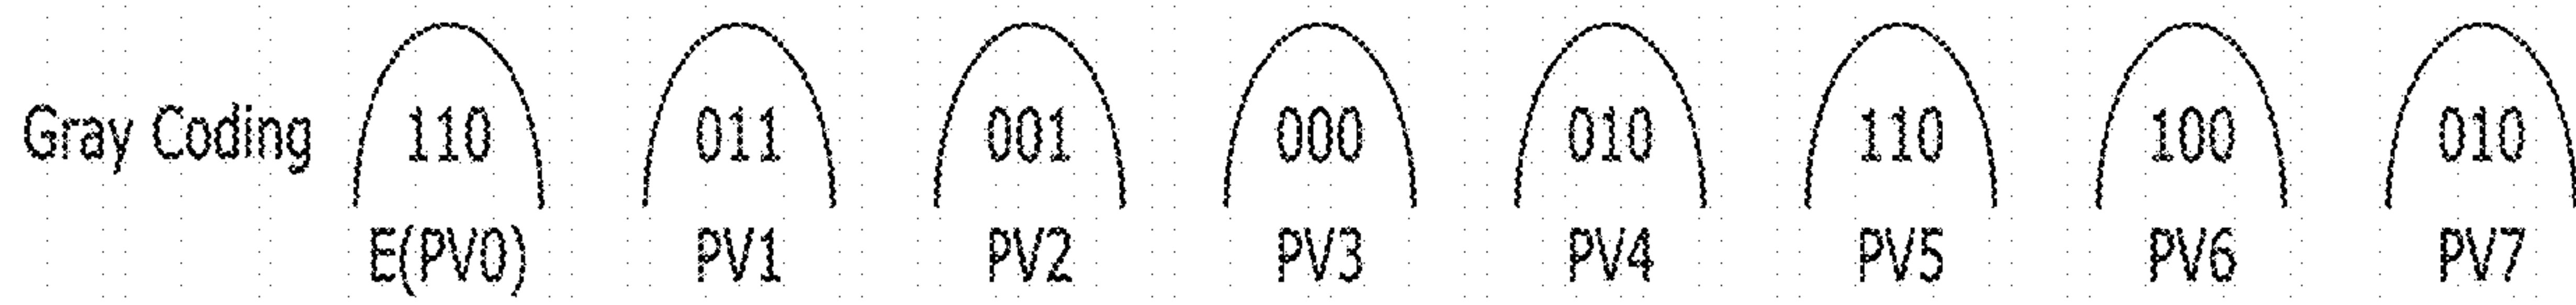 Gray Coding 110 011 001 000 010 110 100 010
E(PV0) PV1 PV2 PV3 PV4 PV5 PV6 PV7